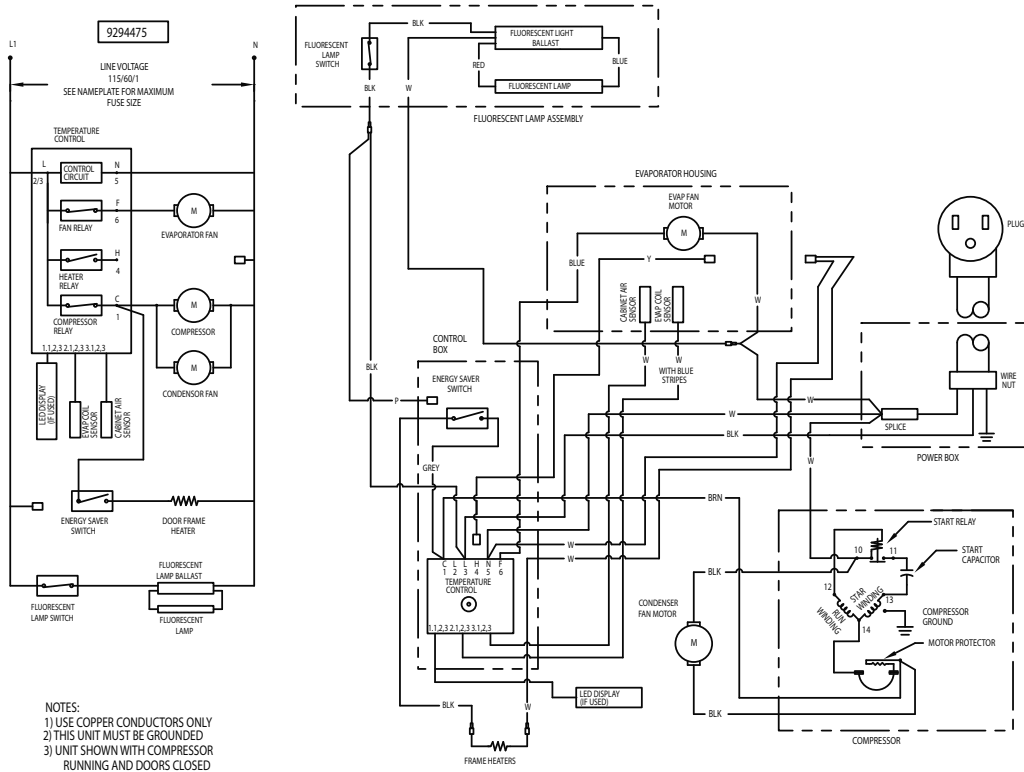 9294475
L1
N
LINE VOLTAGE
115/60/1
SEE NAMEPLATE FOR MAXIMUM
FUSE SIZE
TEMPERATURE
CONTROL
L
2/3
CONTROL
CIRCUIT
N
5
F
6
FAN RELAY
M
EVAPORATOR FAN
H
4
HEATER
RELAY
C
1
COMPRESSOR
RELAY
M
COMPRESSOR
M
CONDENSOR FAN
1.1,2,3 2.1,2,3 3.1,2,3
LED DISPLAY
(IF USED)
EVAP COIL
SENSOR
CABINET AIR
SENSOR
ENERGY SAVER
SWITCH
DOOR FRAME
HEATER
FLUORESCENT
LAMP SWITCH
FLUORESCENT
LAMP BALLAST
FLUORESCENT
LAMP
NOTES:
1) USE COPPER CONDUCTORS ONLY
2) THIS UNIT MUST BE GROUNDED
3) UNIT SHOWN WITH COMPRESSOR
RUNNING AND DOORS CLOSED
FLUORESCENT
LAMP
SWITCH
BLK
FLUORESCENT LIGHT
BALLAST
RED
BLUE
BLK
W
FLUORESCENT LAMP
FLUORESCENT LAMP ASSEMBLY
EVAPORATOR HOUSING
EVAP FAN
MOTOR
M
BLUE
Y
CABINET AIR
SENSOR
EVAP COIL
SENSOR
W
W
W
WITH BLUE
STRIPES
PLUG
WIRE
NUT
SPLICE
POWER BOX
CONTROL
BOX
ENERGY SAVER
SWITCH
BLK
P
GREY
W
W
BLK
W
BRN
W
W
C L L H N F
1 2 3 4 5 6
TEMPERATURE
CONTROL
1.1,2,3 2.1,2,3 3.1,2,3
LED DISPLAY
(IF USED)
BLK
W
FRAME HEATERS
CONDENSER
FAN MOTOR
M
BLK
BLK
START RELAY
10
11
START
CAPACITOR
12
13
STAR WINDING
RUN WINDING
14
COMPRESSOR
GROUND
MOTOR PROTECTOR
COMPRESSOR